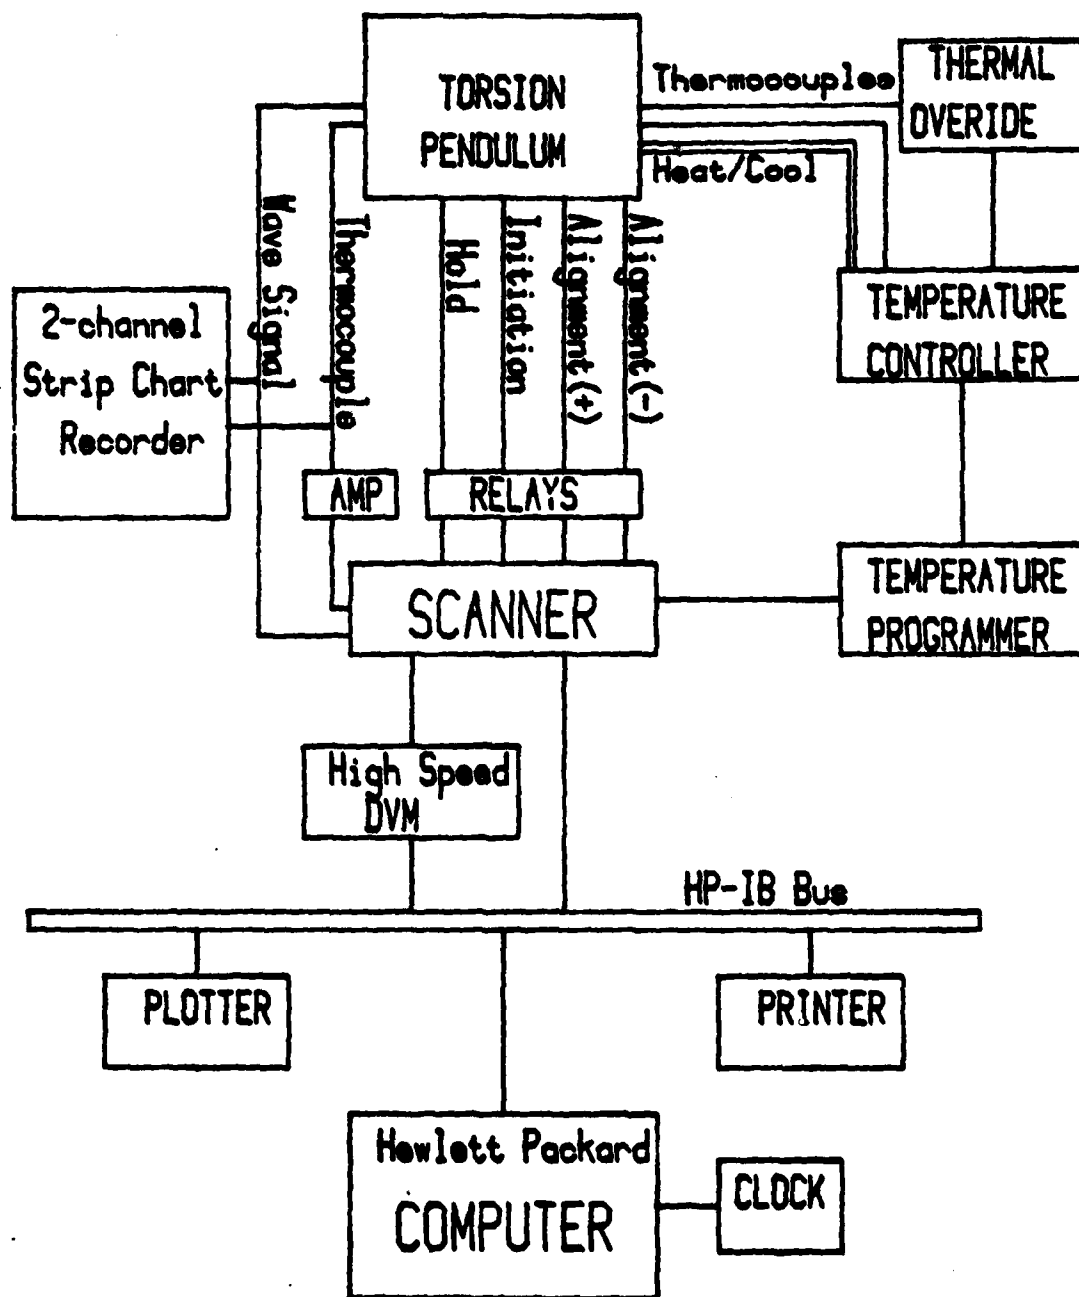 TORSION
PENDULUM
Thermocouples
Heat/Cool
THERMAL
OVERIDE
Wave Signal
Thermocouple
Hold
Initiation
Alignment(+)
Alignment(-)
2-channel
Strip Chart
Recorder
TEMPERATURE
CONTROLLER
AMP
RELAYS
SCANNER
TEMPERATURE
PROGRAMMER
High Speed
DVM
HP-IB Bus
PLOTTER
PRINTER
Hewlett Packard
COMPUTER
CLOCK